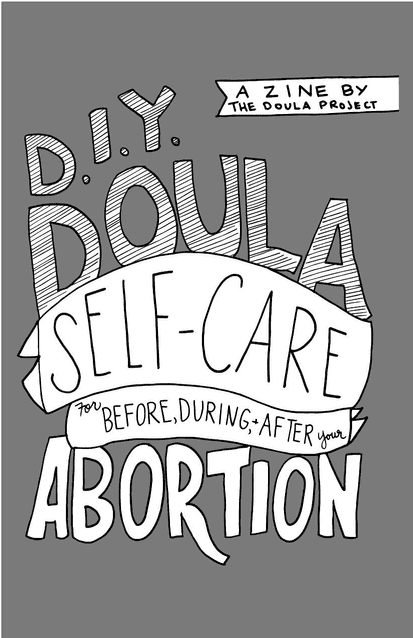 A ZINE BY
THE DOULA PROJECT
D.I.Y.
DOULA
SELF-CARE
For BEFORE, DURING, + AFTER your
ABORTION